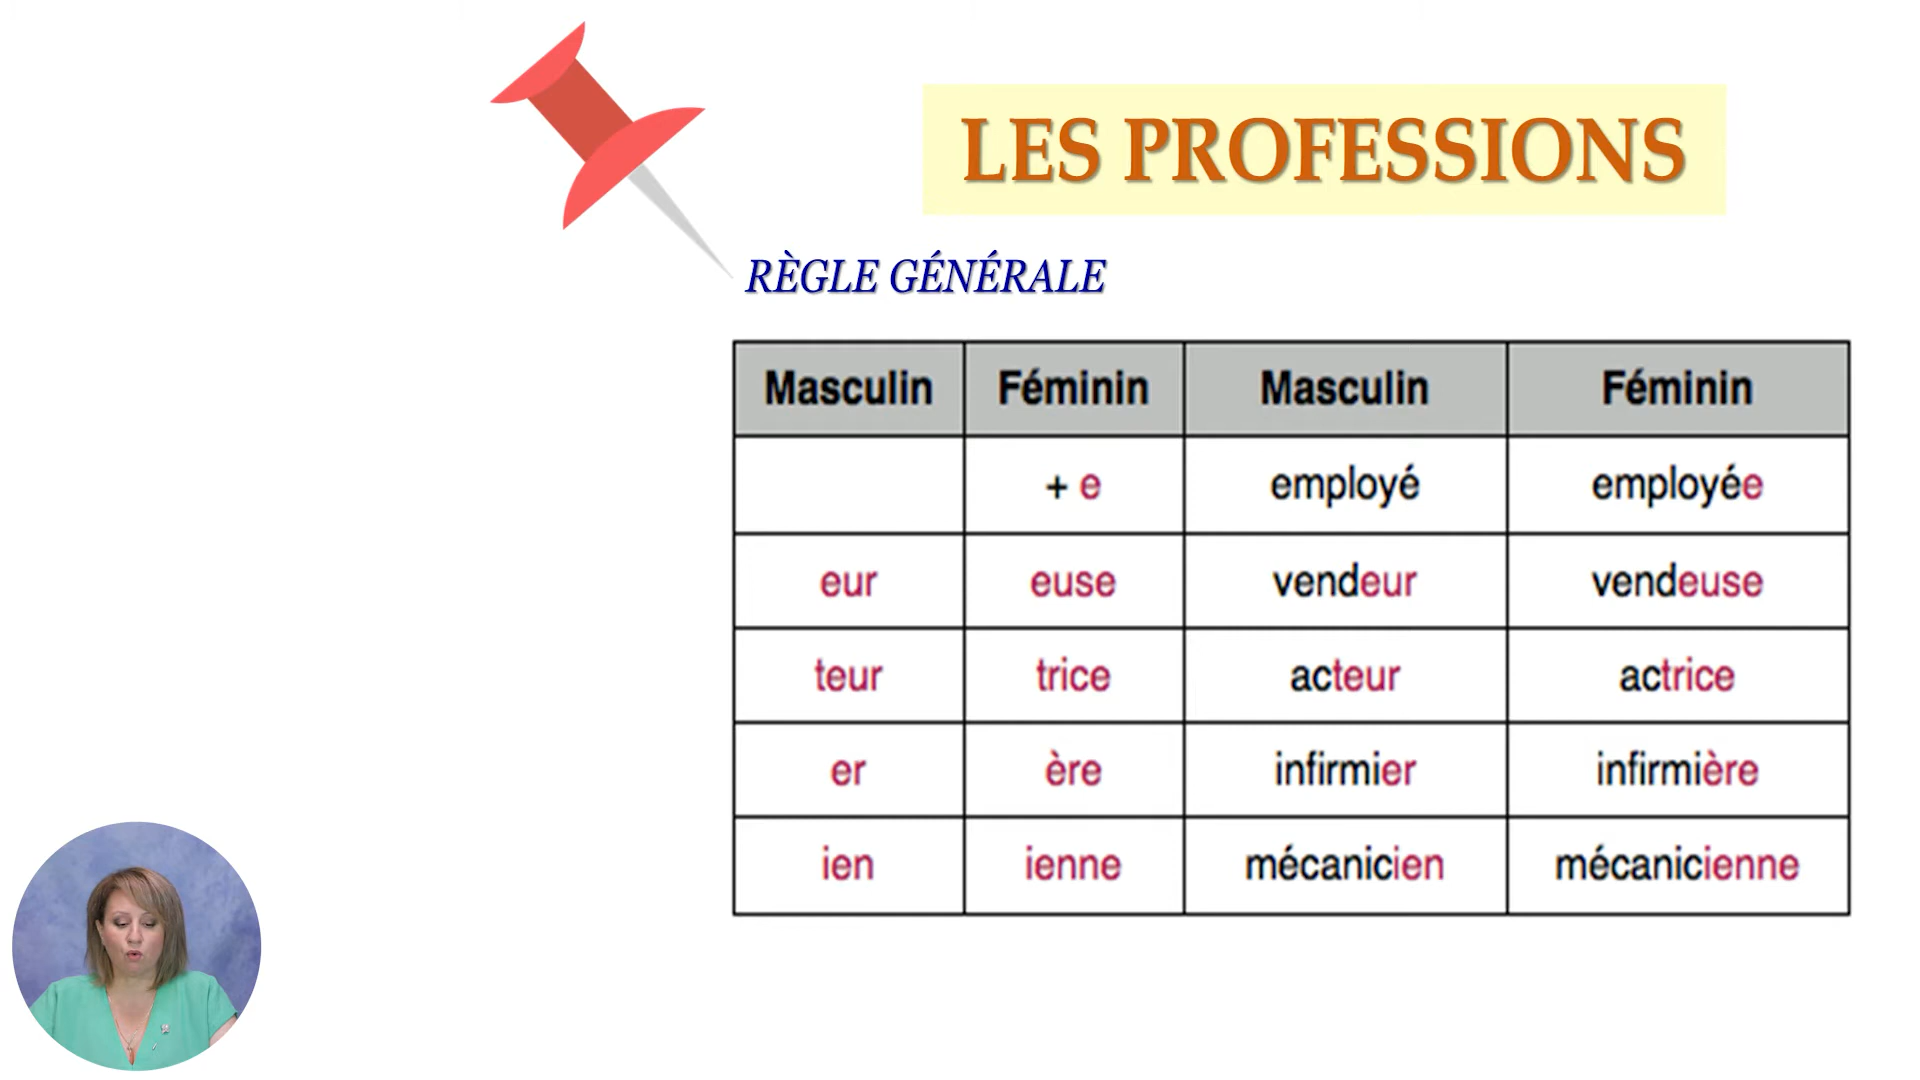 LES PROFESSIONS
RÈGLE GÉNÉRALE
Masculin Féminin Masculin Féminin
+ e employé employée
eur euse vendeur vendeuse
teur trice acteur actrice
er ère infirmier infirmière
ien ienne mécanicien mécanicienne